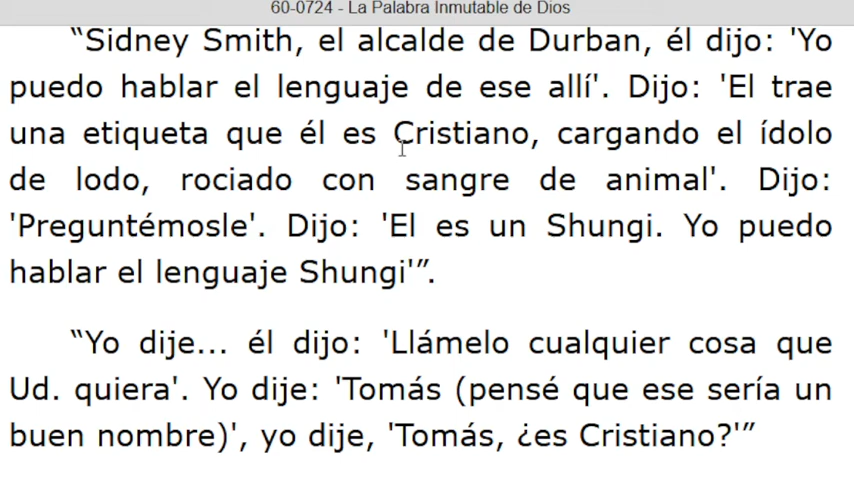 60-0724 - La Palabra Inmutable de Dios
“Sidney Smith, el alcalde de Durban, él dijo: 'Yo
puedo hablar el lenguaje de ese allí'. Dijo: 'El trae
una etiqueta que él es Cristiano, cargando el ídolo
de lodo, rociado con sangre de animal'. Dijo:
'Preguntémosle'. Dijo: 'El es un Shungi. Yo puedo
hablar el lenguaje Shungi'”.
“Yo dije... él dijo: 'Llámelo cualquier cosa que
Ud. quiera'. Yo dije: 'Tomás (pensé que ese sería un
buen nombre)', yo dije, 'Tomás, ¿es Cristiano?'”